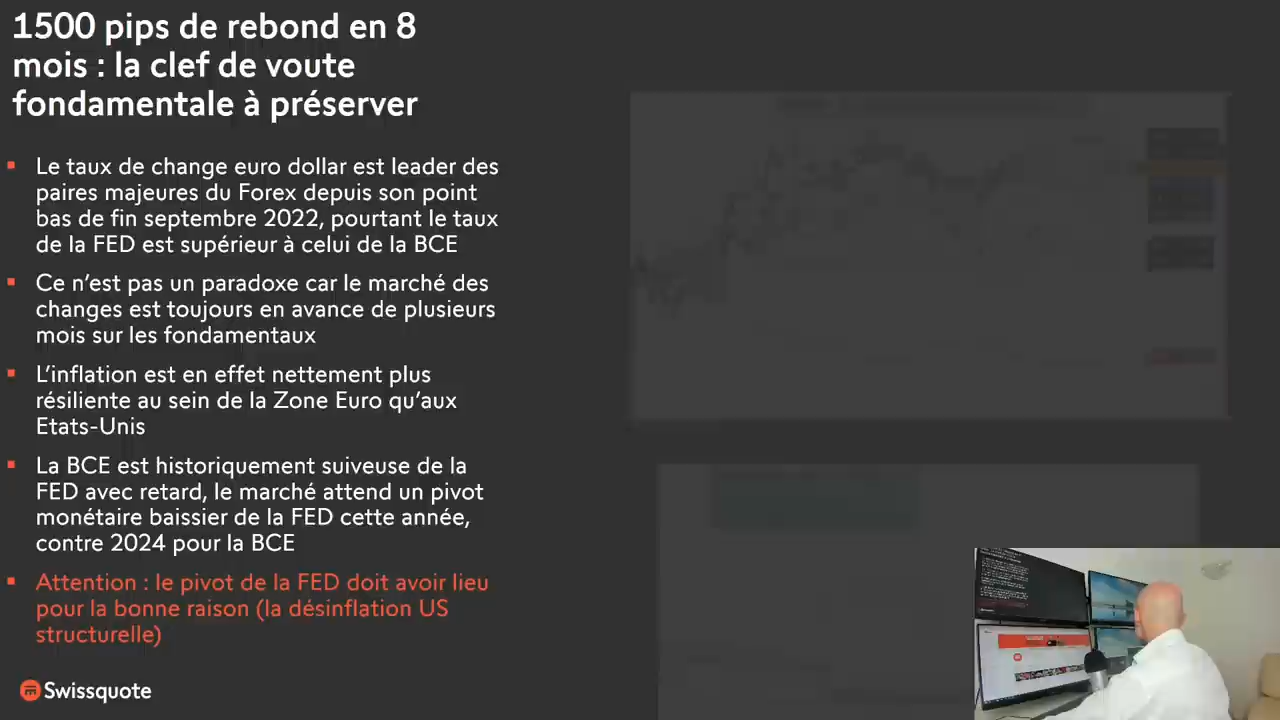 1500 pips de rebond en 8
mois : la clef de voute
fondamentale à préserver
Le taux de change euro dollar est leader des
paires majeures du Forex depuis son point
bas de fin septembre 2022, pourtant le taux
de la FED est supérieur à celui de la BCE
Ce n’est pas un paradoxe car le marché des
changes est toujours en avance de plusieurs
mois sur les fondamentaux
L’inflation est en effet nettement plus
résiliente au sein de la Zone Euro qu’aux
Etats-Unis
La BCE est historiquement suiveuse de la
FED avec retard, le marché attend un pivot
monétaire baissier de la FED cette année,
contre 2024 pour la BCE
Attention : le pivot de la FED doit avoir lieu
pour la bonne raison (la désinflation US
structurelle)
Swissquote